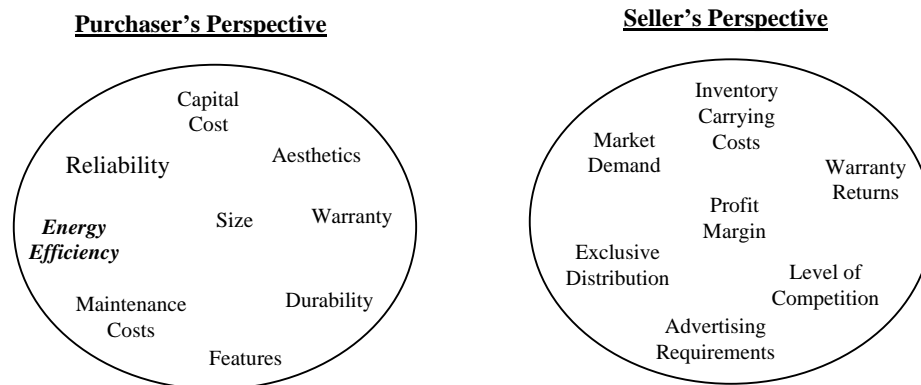 Purchaser's Perspective
Capital
Cost
Reliability
Aesthetics
Energy
Efficiency
Size
Warranty
Maintenance
Costs
Durability
Features
Seller's Perspective
Inventory
Carrying
Costs
Market
Demand
Warranty
Returns
Profit
Margin
Exclusive
Distribution
Level of
Competition
Advertising
Requirements